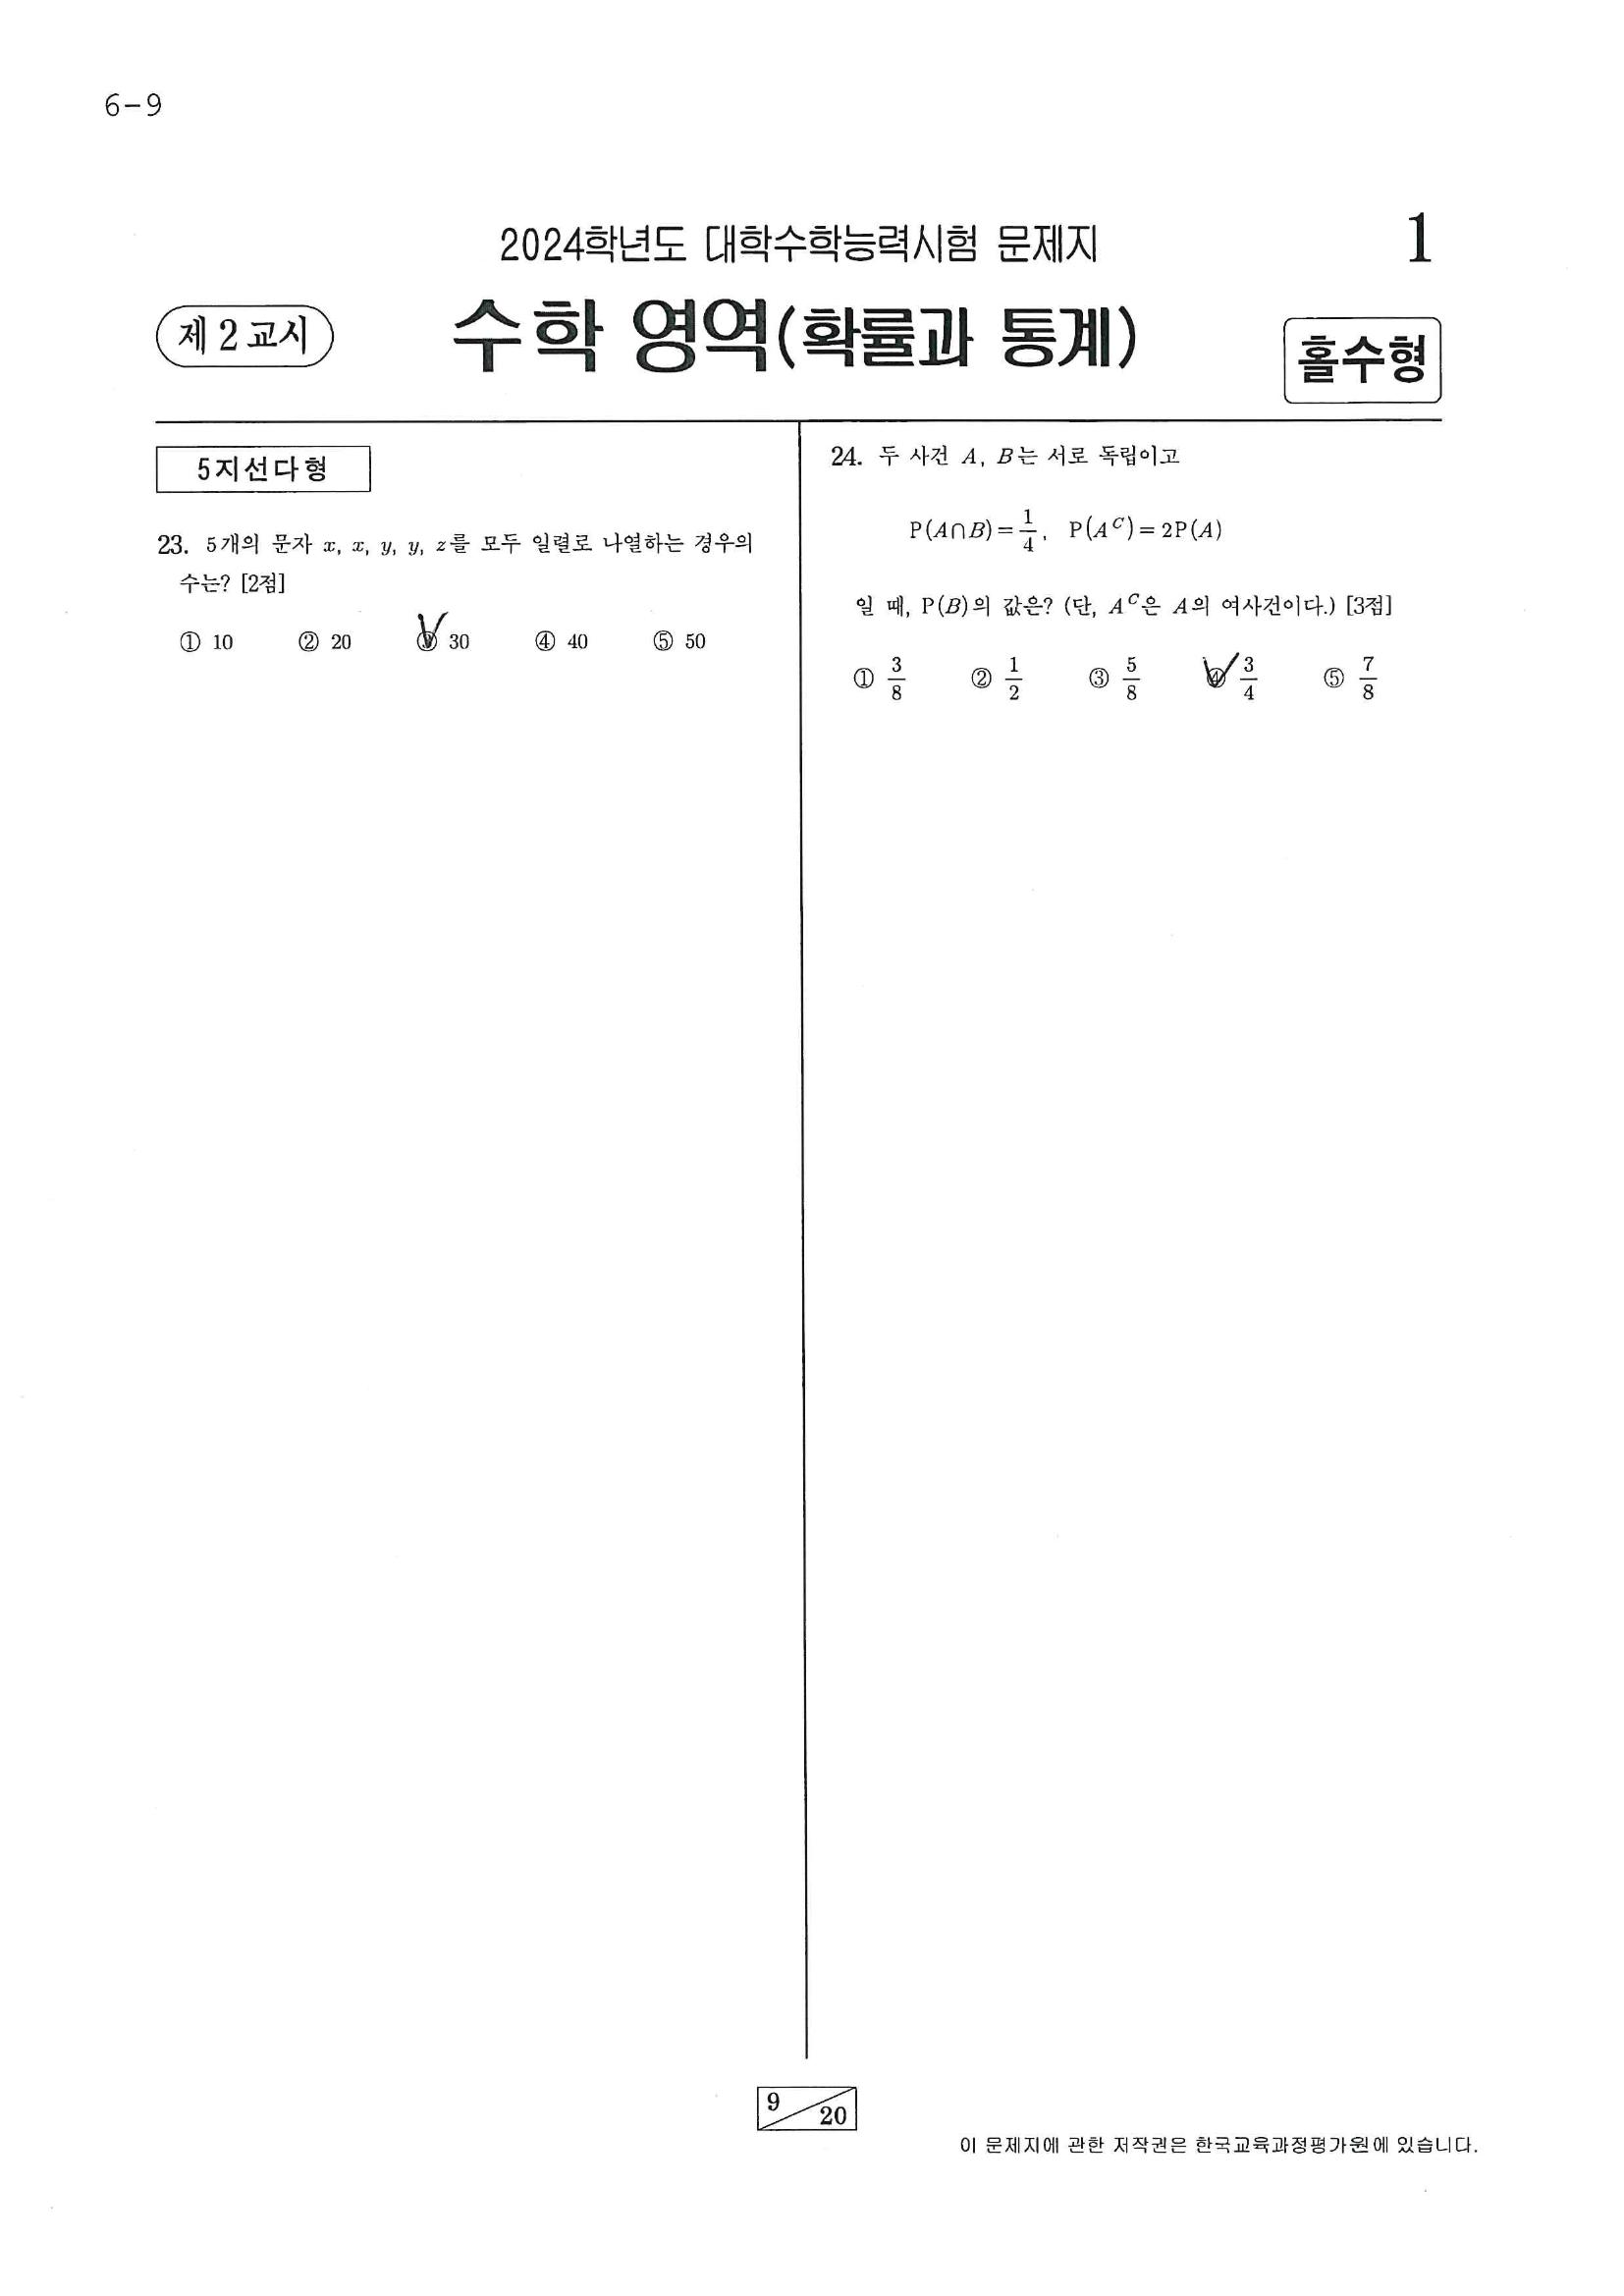 6-9
2024학년도 대학수학능력시험 문제지
1
제 2 교시
수학 영역(확률과 통계)
홀수형
5지선다형
23. 5개의 문자 x, x, y, y, z를 모두 일렬로 나열하는 경우의
수는? [2점]
① 10 ② 20 ③ 30 ④ 40 ⑤ 50
24. 두 사건 A, B는 서로 독립이고
P(A∩B)=1/4, P(A^C)=2P(A)
일 때, P(B)의 값은? (단, A^C은 A의 여사건이다.) [3점]
① 3/8 ② 1/2 ③ 5/8 ④ 3/4 ⑤ 7/8
9/20
이 문제지에 관한 저작권은 한국교육과정평가원에 있습니다.